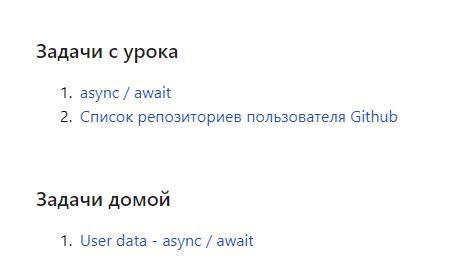 Задачи с урока
1. async / await
2. Список репозиториев пользователя Github
Задачи домой
1. User data - async / await